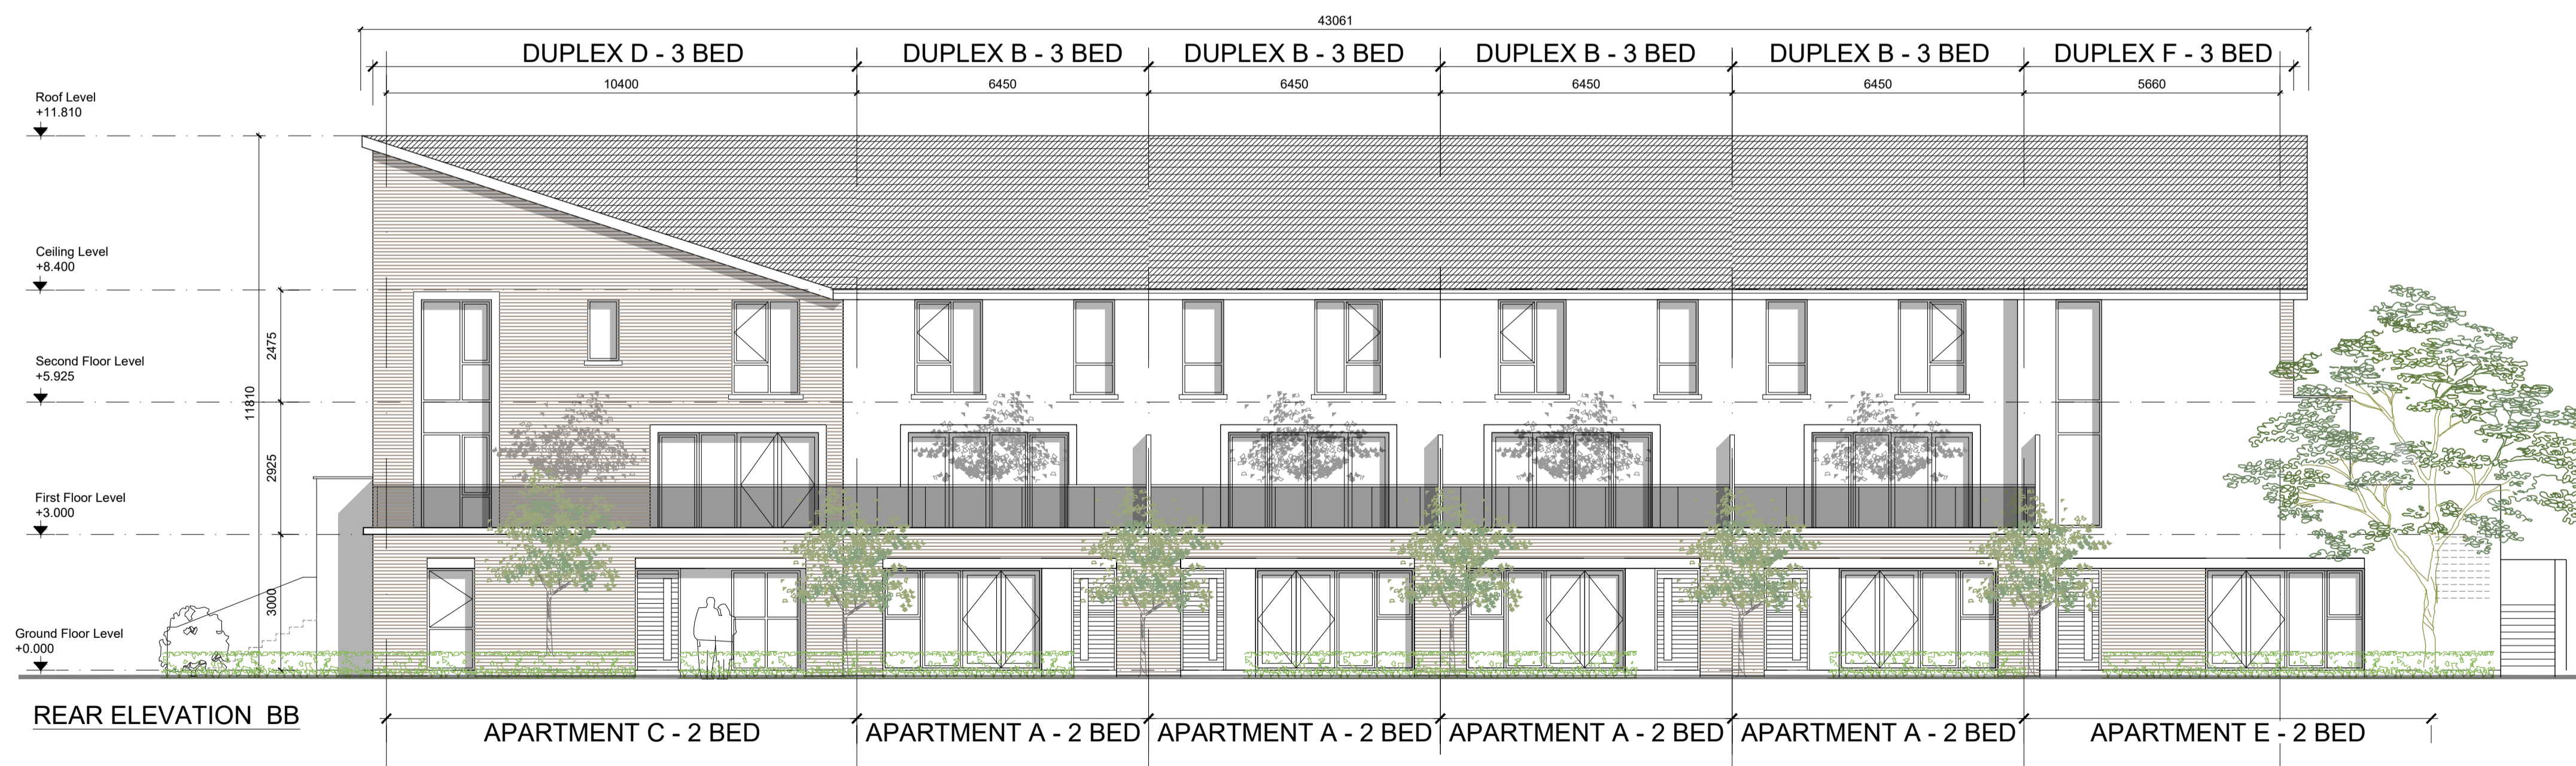 43061
DUPLEX D - 3 BED
DUPLEX B - 3 BED
DUPLEX B - 3 BED
DUPLEX B - 3 BED
DUPLEX B - 3 BED
DUPLEX F - 3 BED
10400
6450
6450
6450
6450
5660
Roof Level
+11.810
Ceiling Level
+8.400
Second Floor Level
+5.925
First Floor Level
+3.000
Ground Floor Level
+0.000
11810
2475
2925
3000
REAR ELEVATION BB
APARTMENT C - 2 BED
APARTMENT A - 2 BED
APARTMENT A - 2 BED
APARTMENT A - 2 BED
APARTMENT A - 2 BED
APARTMENT E - 2 BED